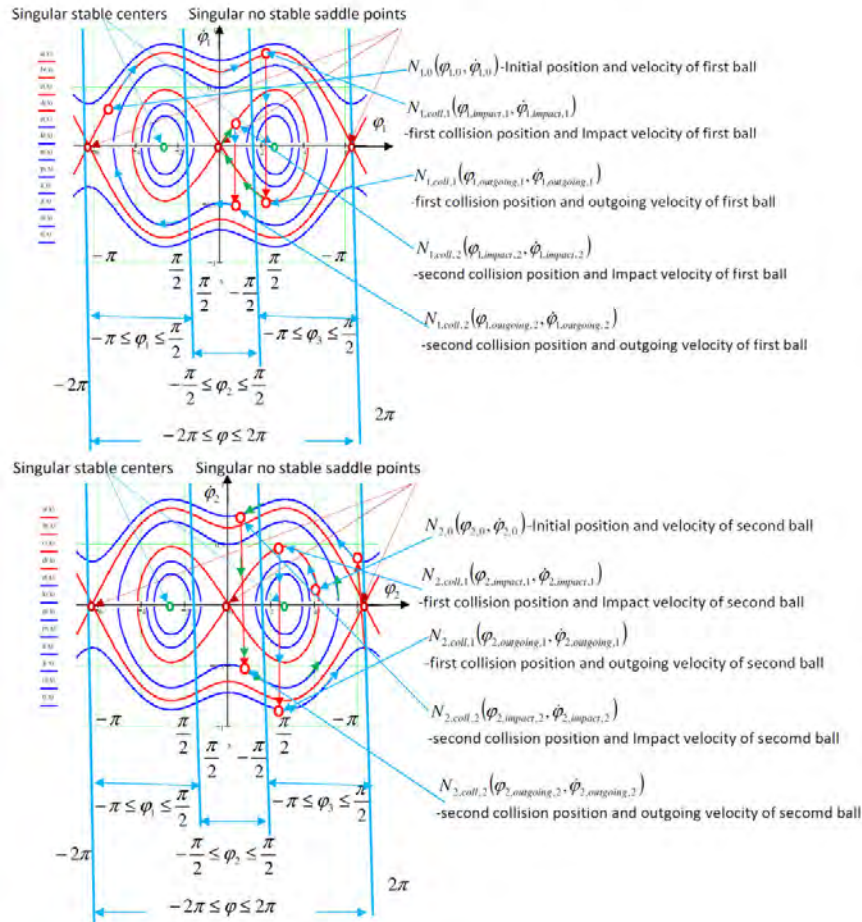 Singular stable centers Singular no stable saddle points
φ̇₁
φ₁
N₁,₀(φ₁,₀, φ̇₁,₀)-Initial position and velocity of first ball
N₁,coll,₁(φ₁,impact,₁, φ̇₁,impact,₁)
-first collision position and Impact velocity of first ball
N₁,coll,₁(φ₁,outgoing,₁, φ̇₁,outgoing,₁)
-first collision position and outgoing velocity of first ball
N₁,coll,₂(φ₁,impact,₂, φ̇₁,impact,₂)
-second collision position and Impact velocity of first ball
N₁,coll,₂(φ₁,outgoing,₂, φ̇₁,outgoing,₂)
-second collision position and outgoing velocity of first ball
-π π/2 π/2 , -π/2 π/2 -π
-π ≤ φ₁ ≤ π/2 -π ≤ φ₃ ≤ π/2
-π/2 ≤ φ₂ ≤ π/2
-2π 2π
-2π ≤ φ ≤ 2π
Singular stable centers Singular no stable saddle points
φ̇₂
φ₂
N₂,₀(φ₂,₀, φ̇₂,₀)-Initial position and velocity of second ball
N₂,coll,₁(φ₂,impact,₁, φ̇₂,impact,₁)
-first collision position and Impact velocity of second ball
N₂,coll,₁(φ₂,outgoing,₁, φ̇₂,outgoing,₁)
-first collision position and outgoing velocity of second ball
N₂,coll,₂(φ₂,impact,₂, φ̇₂,impact,₂)
-second collision position and Impact velocity of secomd ball
N₂,coll,₂(φ₂,outgoing,₂, φ̇₂,outgoing,₂)
-second collision position and outgoing velocity of secomd ball
-π π/2 π/2 , -π/2 π/2 -π
-π ≤ φ₁ ≤ π/2 -π ≤ φ₃ ≤ π/2
-π/2 ≤ φ₂ ≤ π/2
-2π 2π
-2π ≤ φ ≤ 2π